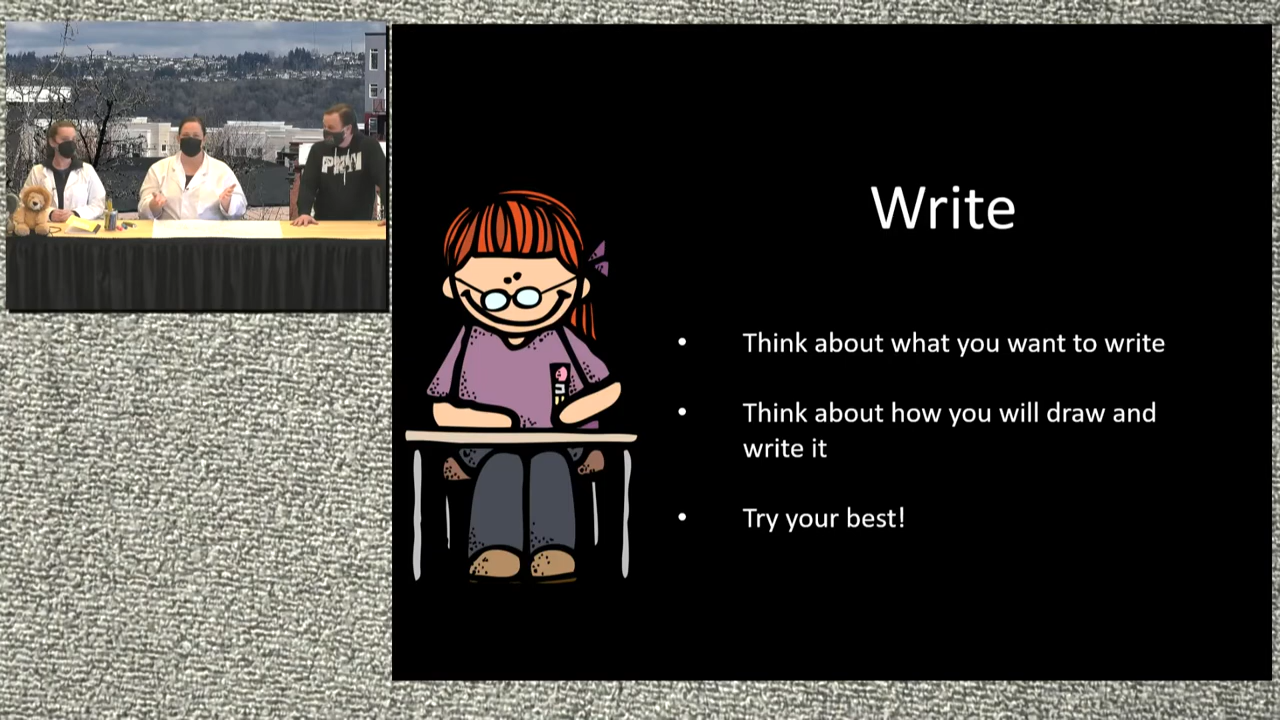 Write
• Think about what you want to write
• Think about how you will draw and
write it
• Try your best!